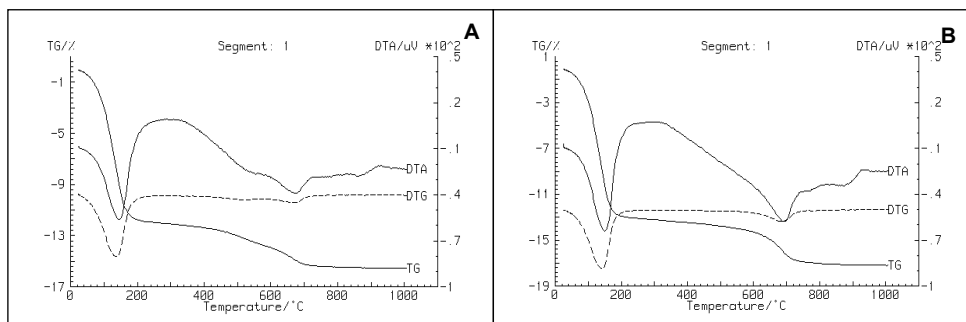 A
TG/% Segment: 1 DTA/uV *10^2
-1
-5
-9
-13
-17
.5
.2
-.1
-.4
-.7
-1
DTA
DTG
TG
0 200 400 600 800 1000
Temperature/°C
B
TG/% Segment: 1 DTA/uV *10^2
1
-3
-7
-11
-15
-19
.5
.2
-.1
-.4
-.7
-1
DTA
DTG
TG
0 200 400 600 800 1000
Temperature/°C